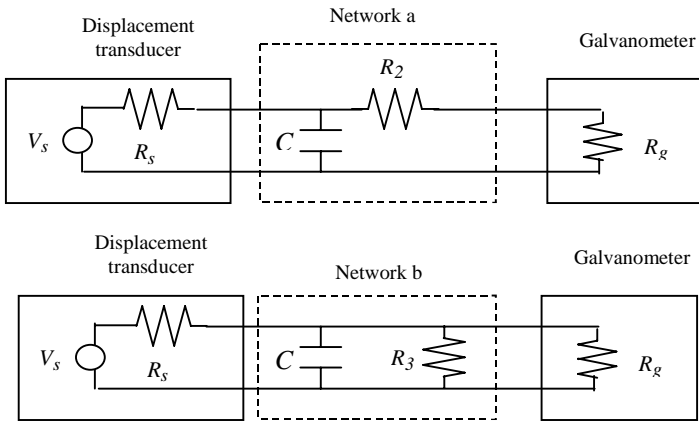 Network a
Displacement
transducer
Galvanometer
R2
Vs
Rs
C
Rg
Displacement
transducer
Network b
Galvanometer
Vs
Rs
C
R3
Rg